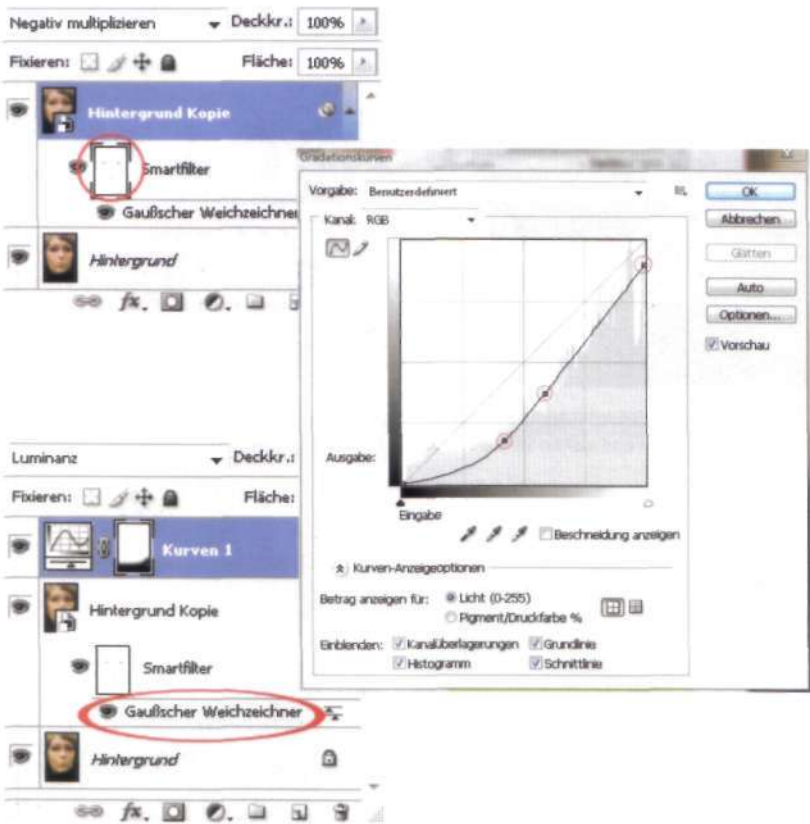 Negativ multiplizieren Deckkr.: 100%
Fixieren: Fläche: 100%
Hintergrund Kopie
Smartfilter
Gaußscher Weichzeichner
Hintergrund
fx.
Gradationskurven
Vorgabe: Benutzerdefiniert
OK
Kanal: RGB
Abbrechen
Glätten
Auto
Optionen...
Vorschau
Ausgabe:
Eingabe
Beschneidung anzeigen
Kurven-Anzeigeoptionen
Betrag anzeigen für: Licht (0-255)
Pigment/Druckfarbe %
Einblenden: Kanalüberlagerungen Grundlinie
Histogramm Schnittlinie
Luminanz Deckkr.:
Fixieren: Fläche:
Kurven 1
Hintergrund Kopie
Smartfilter
Gaußscher Weichzeichner
Hintergrund
fx.